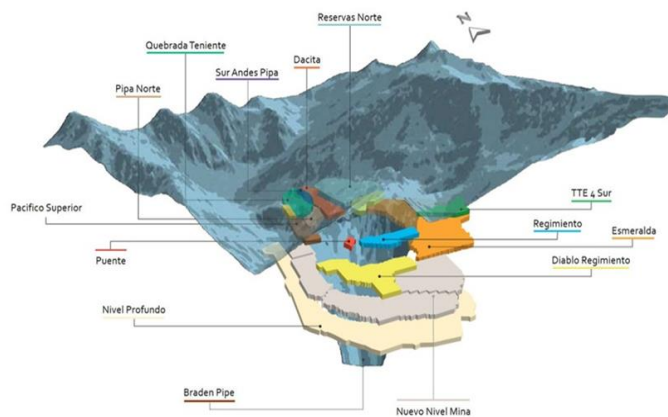 N
Reservas Norte
Quebrada Teniente
Dacita
Sur Andes Pipa
Pipa Norte
TTE 4 Sur
Pacifico Superior
Regimiento
Esmeralda
Puente
Diablo Regimiento
Nivel Profundo
Braden Pipe
Nuevo Nivel Mina